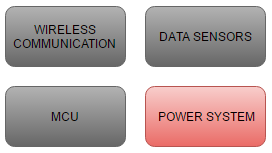 WIRELESS
COMMUNICATION
DATA SENSORS
MCU
POWER SYSTEM